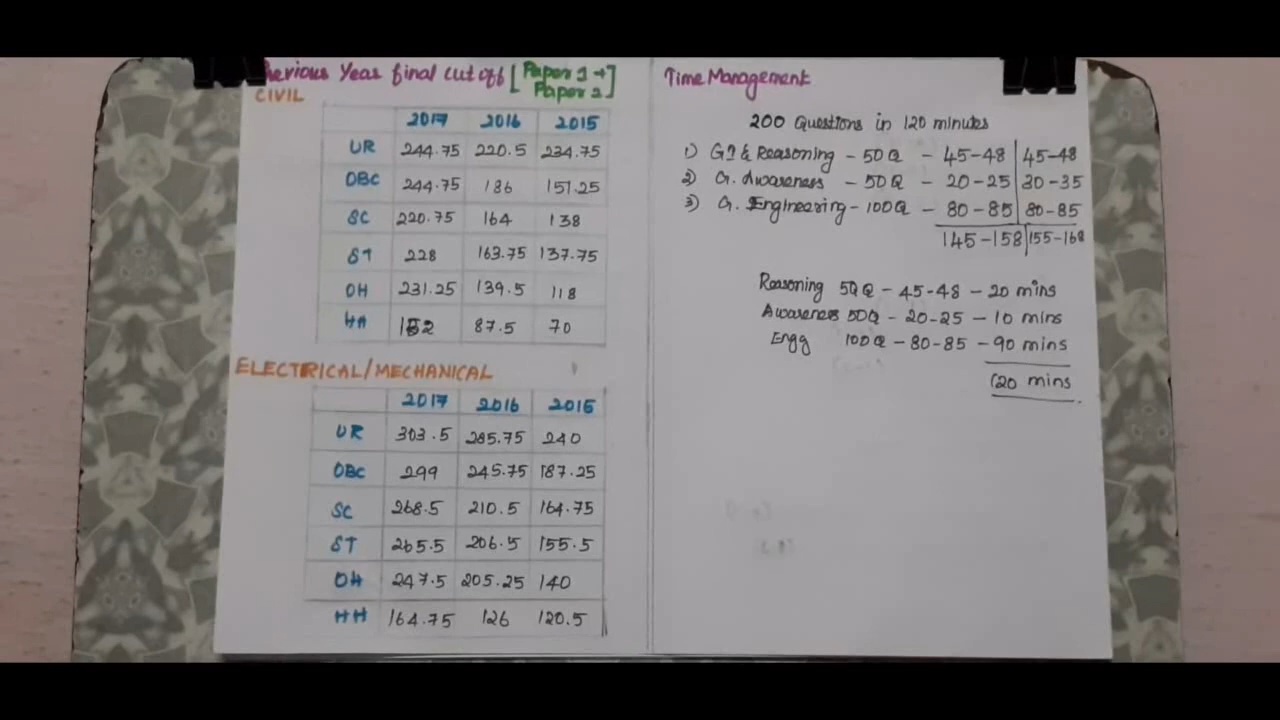 Previous Year final cut off [Paper 1 +
Paper 2]
CIVIL
2017 2016 2015
UR 244.75 220.5 234.75
OBC 244.75 186 151.25
SC 220.75 164 138
ST 228 163.75 137.75
OH 231.25 139.5 118
HH 152 87.5 70
ELECTRICAL/MECHANICAL
2017 2016 2015
UR 303.5 285.75 240
OBC 299 245.75 187.25
SC 268.5 210.5 164.75
ST 265.5 206.5 155.5
OH 247.5 205.25 140
HH 164.75 126 120.5
Time Management
200 Questions in 120 minutes
1) GI & Reasoning - 50Q - 45-48 45-48
2) G. Awareness - 50Q - 20-25 30-35
3) G. Engineering - 100Q - 80-85 80-85
145-158 155-168
Reasoning 50Q - 45-48 - 20 mins
Awareness 50Q - 20-25 - 10 mins
Engg 100Q - 80-85 - 90 mins
120 mins